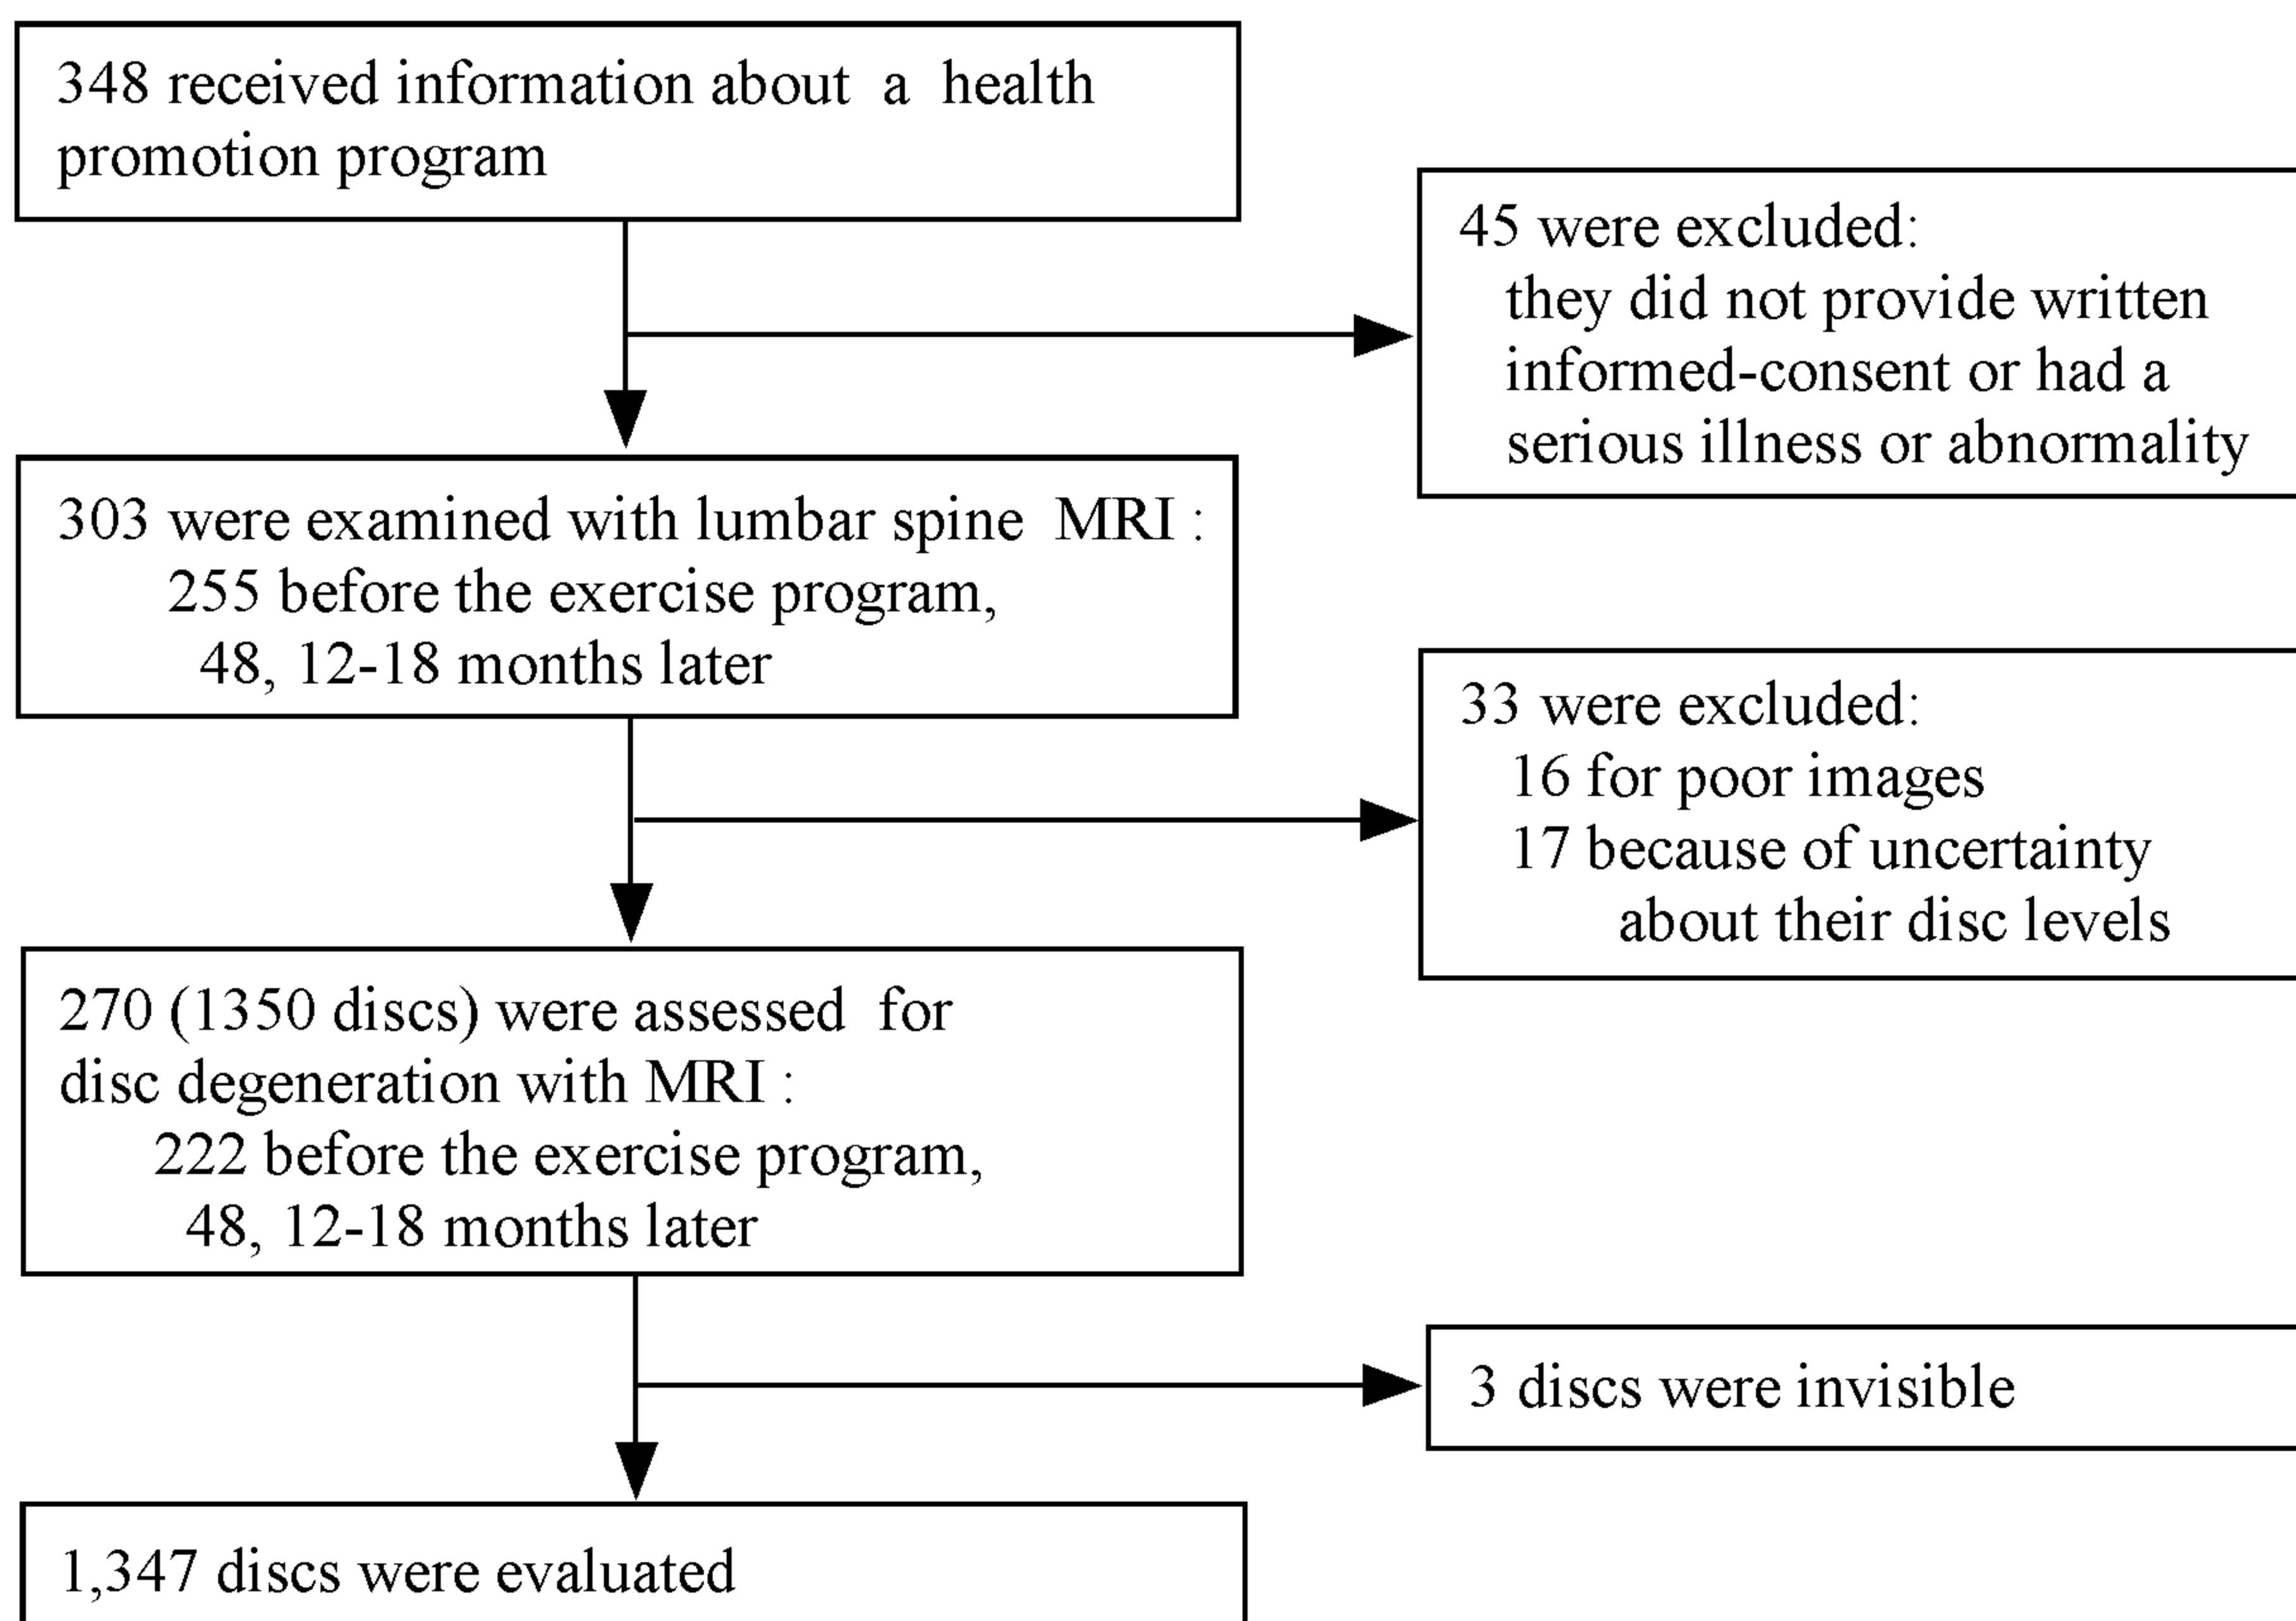 348 received information about a health
promotion program
45 were excluded:
they did not provide written
informed-consent or had a
serious illness or abnormality
303 were examined with lumbar spine MRI :
255 before the exercise program,
48, 12-18 months later
33 were excluded:
16 for poor images
17 because of uncertainty
about their disc levels
270 (1350 discs) were assessed for
disc degeneration with MRI :
222 before the exercise program,
48, 12-18 months later
3 discs were invisible
1,347 discs were evaluated